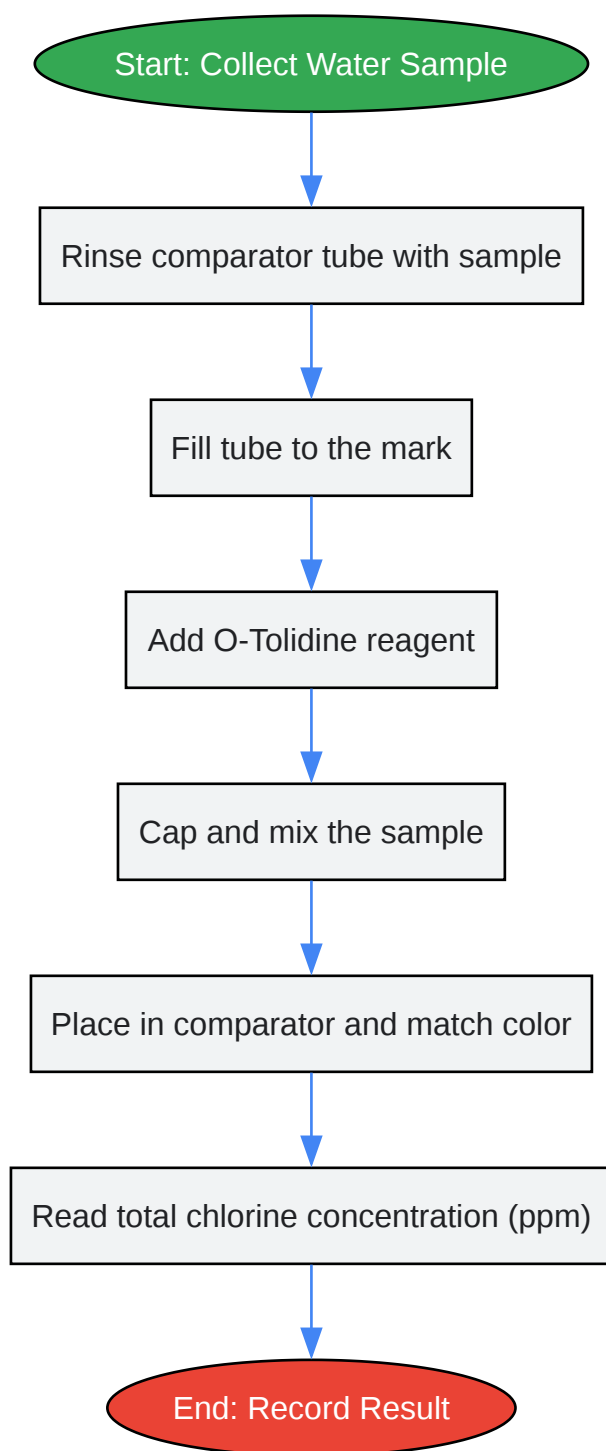 Start: Collect Water Sample
Rinse comparator tube with sample
Fill tube to the mark
Add O-Tolidine reagent
Cap and mix the sample
Place in comparator and match color
Read total chlorine concentration (ppm)
End: Record Result